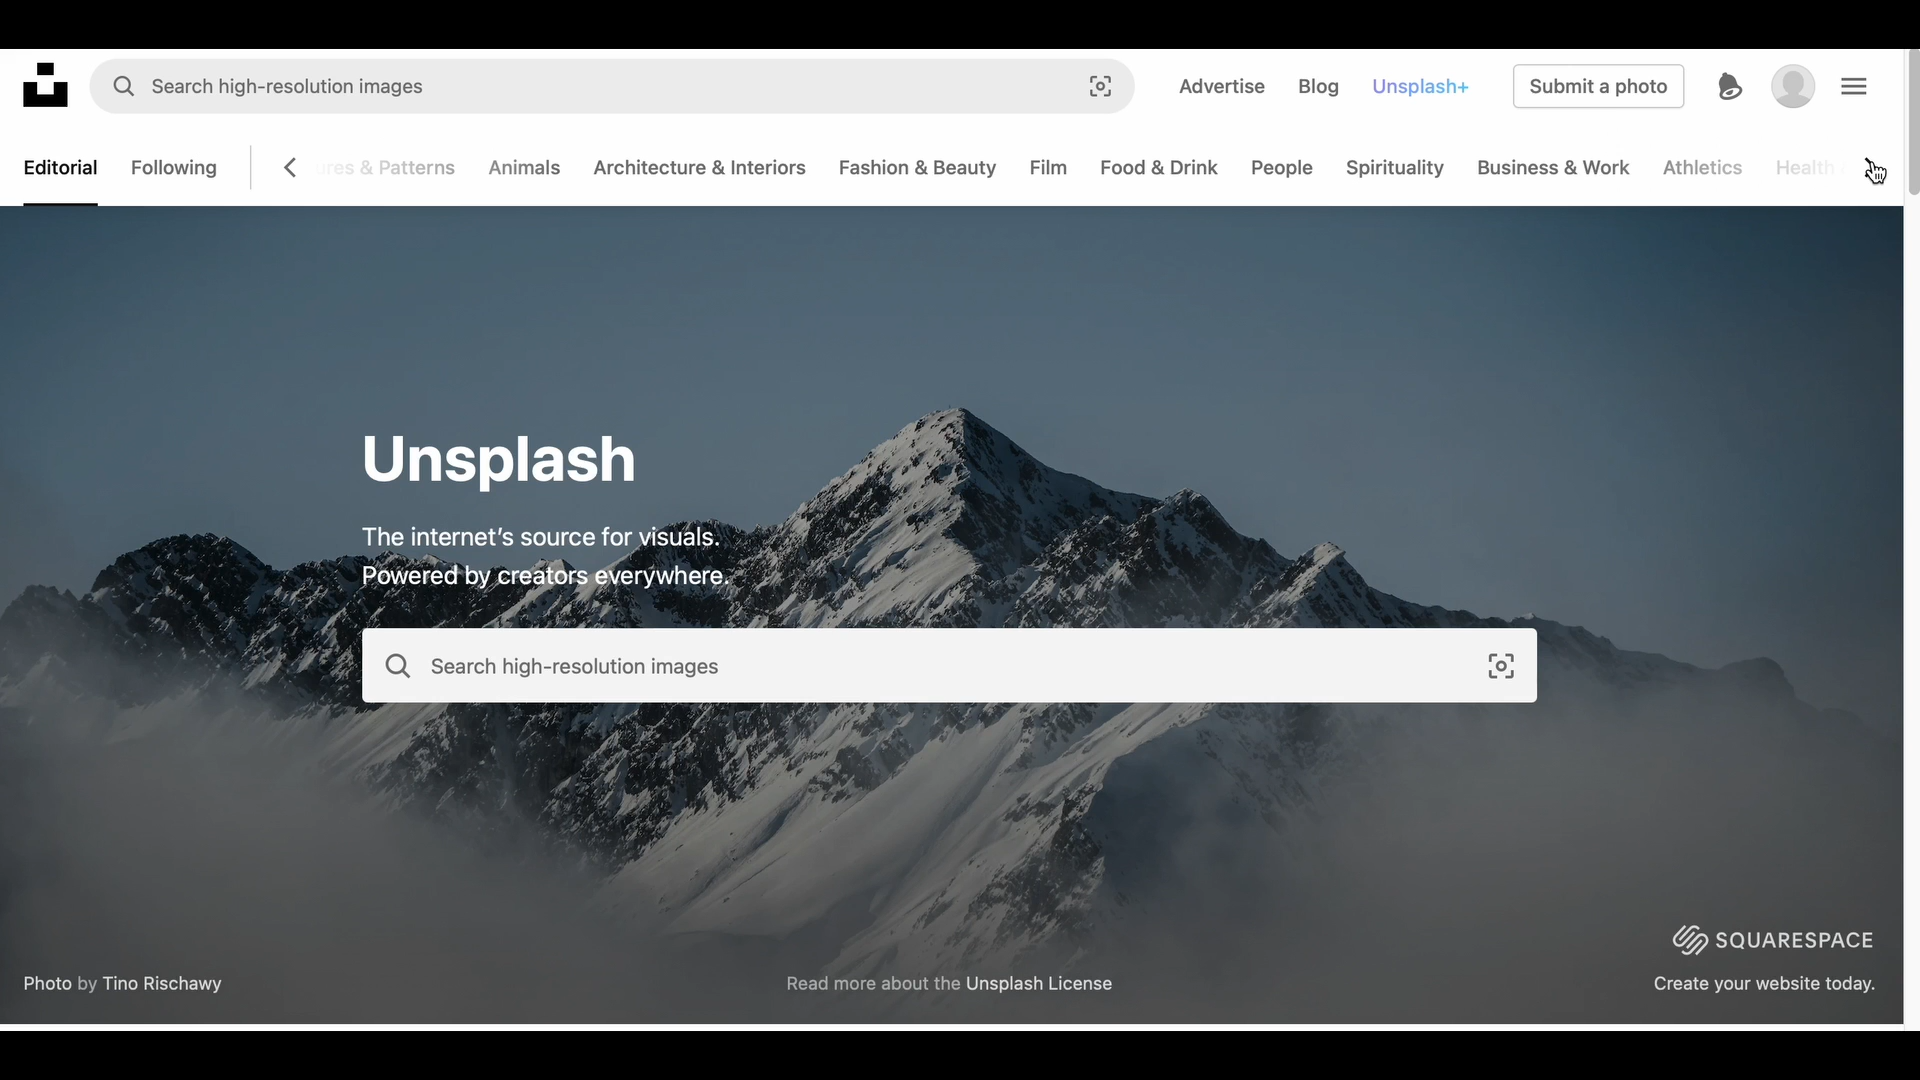 Search high-resolution images
Advertise
Blog
Unsplash+
Submit a photo
Editorial
Following
& Patterns
Animals
Architecture & Interiors
Fashion & Beauty
Film
Food & Drink
People
Spirituality
Business & Work
Athletics
Health
Unsplash
The internet's source for visuals.
Powered by creators everywhere.
Search high-resolution images
SQUARESPACE
Photo by Tino Rischawy
Read more about the Unsplash License
Create your website today.